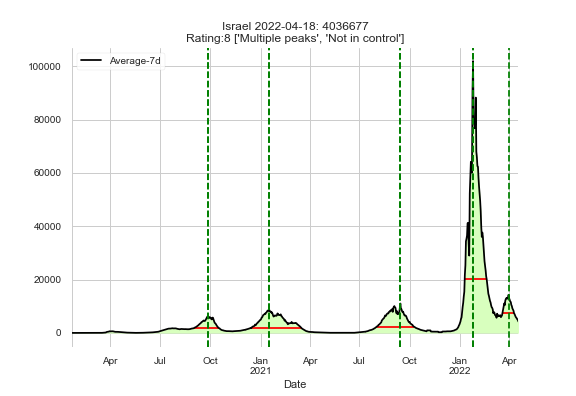 Israel 2022-04-18: 4036677
Rating:8 ['Multiple peaks', 'Not in control']
Average-7d
100000
80000
60000
40000
20000
0
Apr Jul Oct Jan Apr Jul Oct Jan Apr
2021 2022
Date